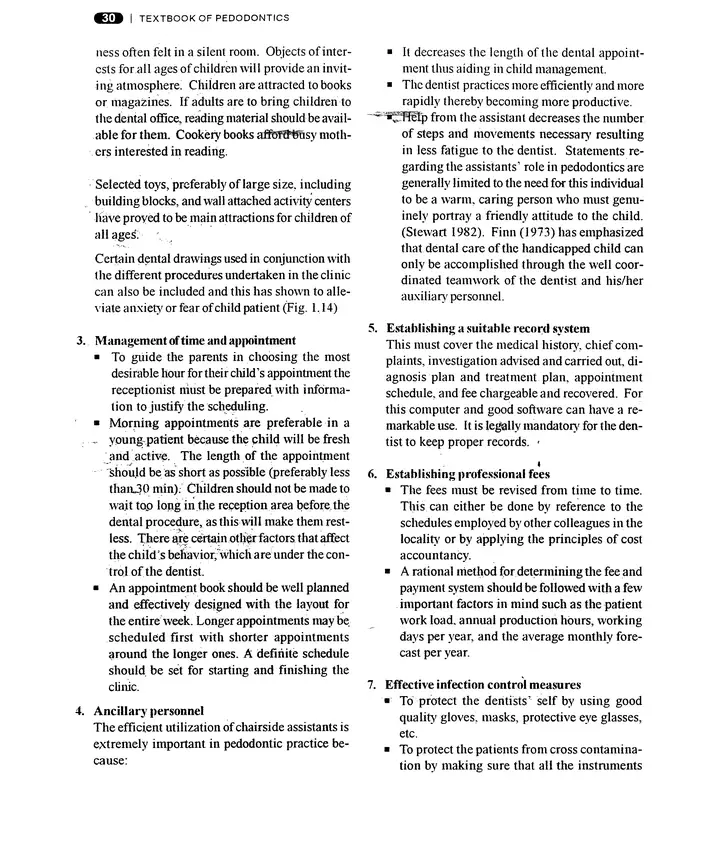 30 | TEXTBOOK OF PEDODONTICS
ness often felt in a silent room. Objects of inter-
ests for all ages of children will provide an invit-
ing atmosphere. Children are attracted to books
or magazines. If adults are to bring children to
the dental office, reading material should be avail-
able for them. Cookery books afford busy moth-
ers interested in reading.
Selected toys, preferably of large size, including
building blocks, and wall attached activity centers
have proved to be main attractions for children of
all ages.
Certain dental drawings used in conjunction with
the different procedures undertaken in the clinic
can also be included and this has shown to alle-
viate anxiety or fear of child patient (Fig. 1.14)
3. Management of time and appointment
▪ To guide the parents in choosing the most
desirable hour for their child's appointment the
receptionist must be prepared with informa-
tion to justify the scheduling.
▪ Morning appointments are preferable in a
young patient because the child will be fresh
and active. The length of the appointment
should be as short as possible (preferably less
than 30 min). Children should not be made to
wait too long in the reception area before the
dental procedure, as this will make them rest-
less. There are certain other factors that affect
the child's behavior, which are under the con-
trol of the dentist.
▪ An appointment book should be well planned
and effectively designed with the layout for
the entire week. Longer appointments may be
scheduled first with shorter appointments
around the longer ones. A definite schedule
should be set for starting and finishing the
clinic.
4. Ancillary personnel
The efficient utilization of chairside assistants is
extremely important in pedodontic practice be-
cause:
▪ It decreases the length of the dental appoint-
ment thus aiding in child management.
▪ The dentist practices more efficiently and more
rapidly thereby becoming more productive.
▪ Help from the assistant decreases the number
of steps and movements necessary resulting
in less fatigue to the dentist. Statements re-
garding the assistants' role in pedodontics are
generally limited to the need for this individual
to be a warm, caring person who must genu-
inely portray a friendly attitude to the child.
(Stewart 1982). Finn (1973) has emphasized
that dental care of the handicapped child can
only be accomplished through the well coor-
dinated teamwork of the dentist and his/her
auxiliary personnel.
5. Establishing a suitable record system
This must cover the medical history, chief com-
plaints, investigation advised and carried out, di-
agnosis plan and treatment plan, appointment
schedule, and fee chargeable and recovered. For
this computer and good software can have a re-
markable use. It is legally mandatory for the den-
tist to keep proper records.
6. Establishing professional fees
▪ The fees must be revised from time to time.
This can either be done by reference to the
schedules employed by other colleagues in the
locality or by applying the principles of cost
accountancy.
▪ A rational method for determining the fee and
payment system should be followed with a few
important factors in mind such as the patient
work load, annual production hours, working
days per year, and the average monthly fore-
cast per year.
7. Effective infection control measures
▪ To protect the dentists' self by using good
quality gloves, masks, protective eye glasses,
etc.
▪ To protect the patients from cross contamina-
tion by making sure that all the instruments